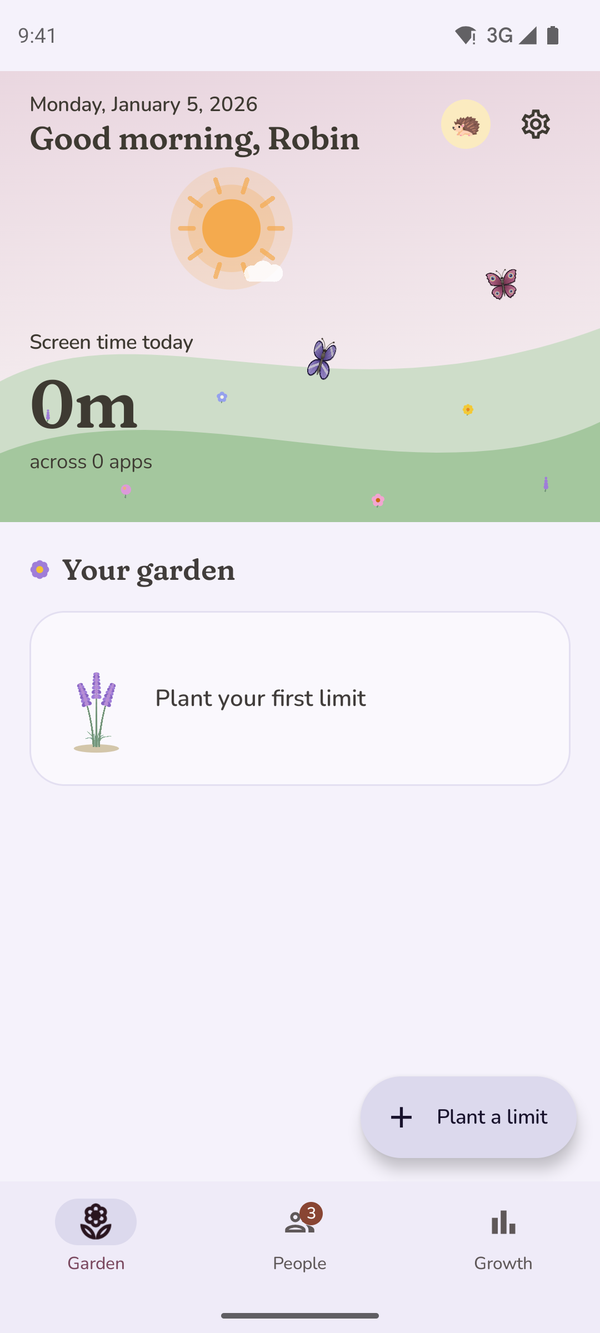 9:41
3G
Monday, January 5, 2026
Good morning, Robin
Screen time today
0m
across 0 apps
Your garden
Plant your first limit
Plant a limit
3
Garden
People
Growth